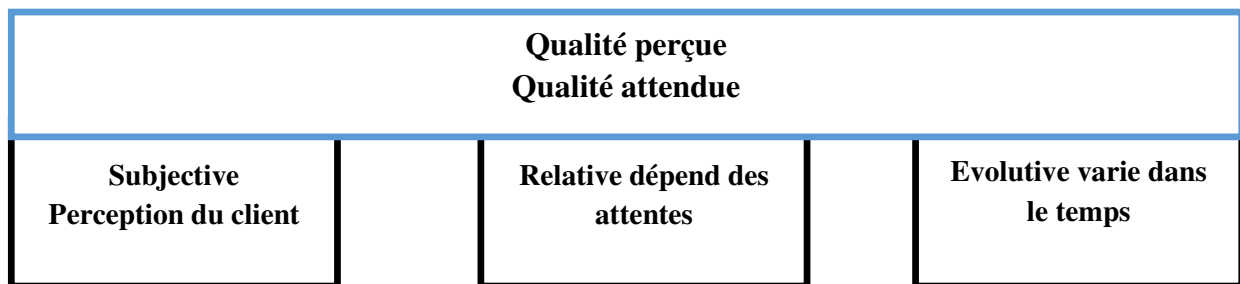 Qualité perçue
Qualité attendue
Subjective
Perception du client
Relative dépend des
attentes
Evolutive varie dans
le temps